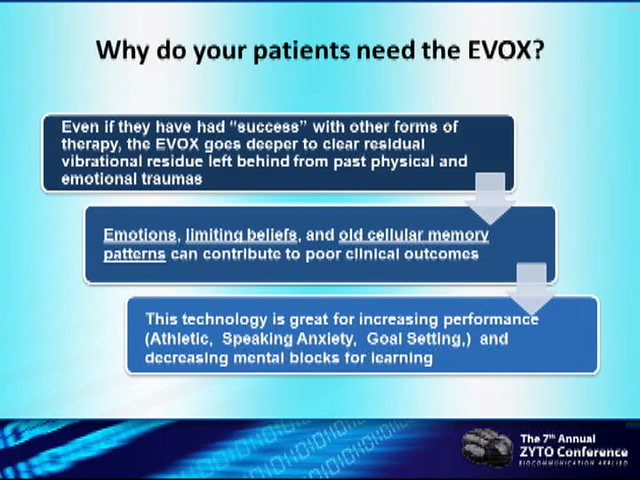 Why do your patients need the EVOX?
Even if they have had “success” with other forms of
therapy, the EVOX goes deeper to clear residual
vibrational residue left behind from past physical and
emotional traumas
Emotions, limiting beliefs, and old cellular memory
patterns can contribute to poor clinical outcomes
This technology is great for increasing performance
(Athletic, Speaking Anxiety, Goal Setting,) and
decreasing mental blocks for learning
The 7th Annual
ZYTO Conference
BIOCOMMUNICATION APPLIED